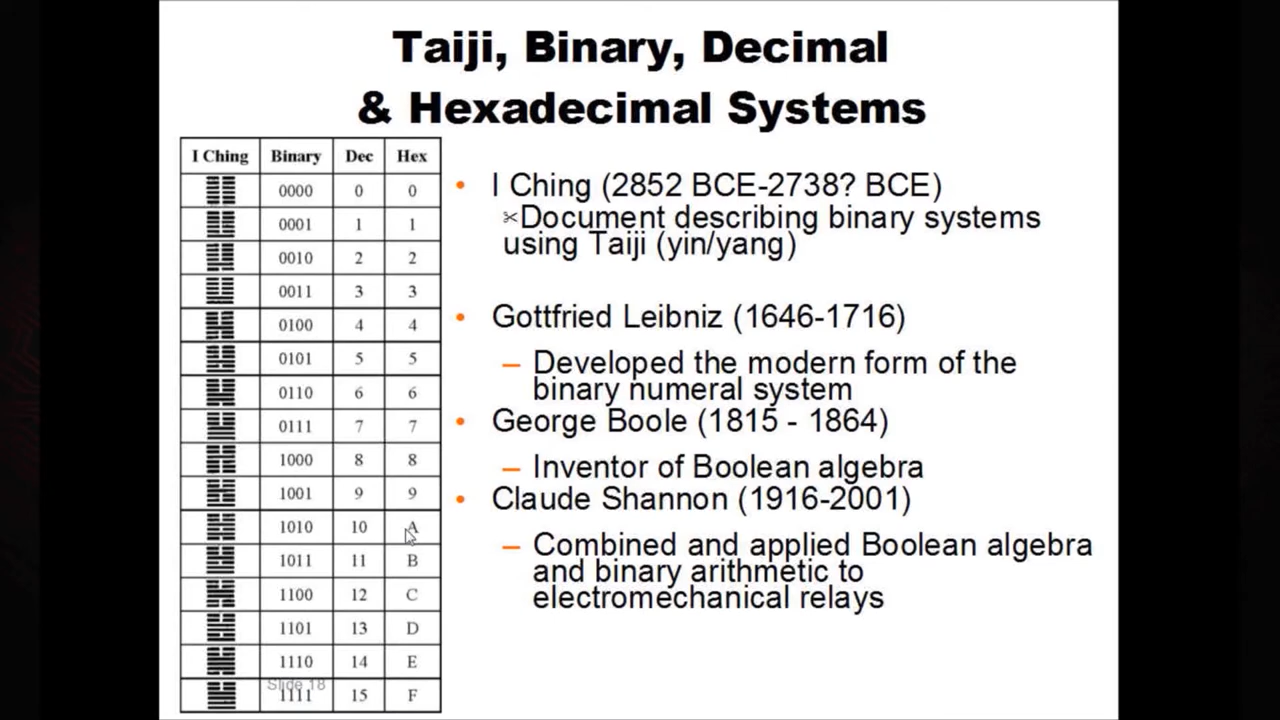 Taiji, Binary, Decimal
& Hexadecimal Systems
I Ching Binary Dec Hex
0000 0 0
0001 1 1
0010 2 2
0011 3 3
0100 4 4
0101 5 5
0110 6 6
0111 7 7
1000 8 8
1001 9 9
1010 10 A
1011 11 B
1100 12 C
1101 13 D
1110 14 E
Slide 18
1111 15 F
• I Ching (2852 BCE-2738? BCE)
✂Document describing binary systems
using Taiji (yin/yang)
• Gottfried Leibniz (1646-1716)
– Developed the modern form of the
binary numeral system
• George Boole (1815 - 1864)
– Inventor of Boolean algebra
• Claude Shannon (1916-2001)
– Combined and applied Boolean algebra
and binary arithmetic to
electromechanical relays